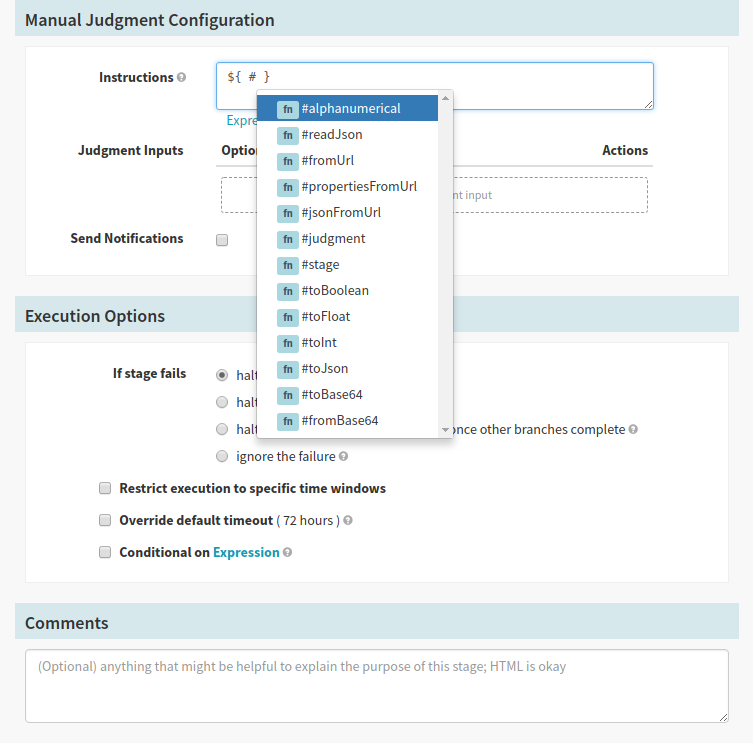 Manual Judgment Configuration
Instructions
${ # }
Expre
fn #alphanumerical
fn #readJson
fn #fromUrl
fn #propertiesFromUrl
fn #jsonFromUrl
fn #judgment
fn #stage
fn #toBoolean
fn #toFloat
fn #toInt
fn #toJson
fn #toBase64
fn #fromBase64
Judgment Inputs Option Actions
nt input
Send Notifications
Execution Options
If stage fails
halt
halt
halt once other branches complete
ignore the failure
Restrict execution to specific time windows
Override default timeout ( 72 hours )
Conditional on Expression
Comments
(Optional) anything that might be helpful to explain the purpose of this stage; HTML is okay